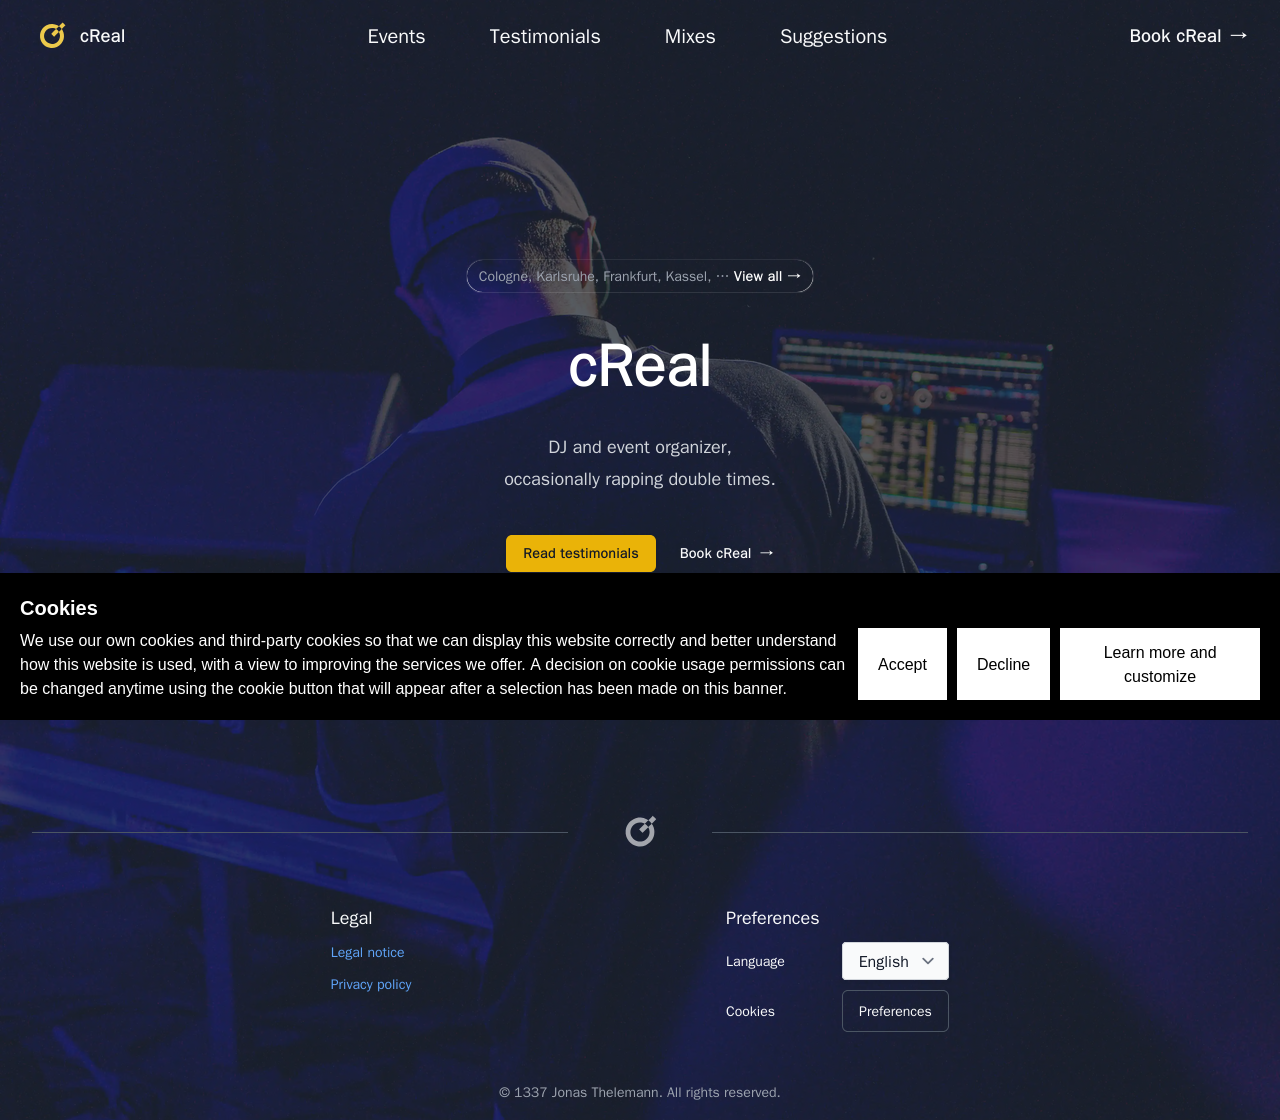 cReal
Events
Testimonials
Mixes
Suggestions
Book cReal →
Cologne, Karlsruhe, Frankfurt, Kassel, … View all →
cReal
DJ and event organizer,
occasionally rapping double times.
Read testimonials
Book cReal →
Cookies
We use our own cookies and third-party cookies so that we can display this website correctly and better understand
how this website is used, with a view to improving the services we offer. A decision on cookie usage permissions can
be changed anytime using the cookie button that will appear after a selection has been made on this banner.
Accept
Decline
Learn more and
customize
Legal
Legal notice
Privacy policy
Preferences
Language
English
Cookies
Preferences
© 1337 Jonas Thelemann. All rights reserved.